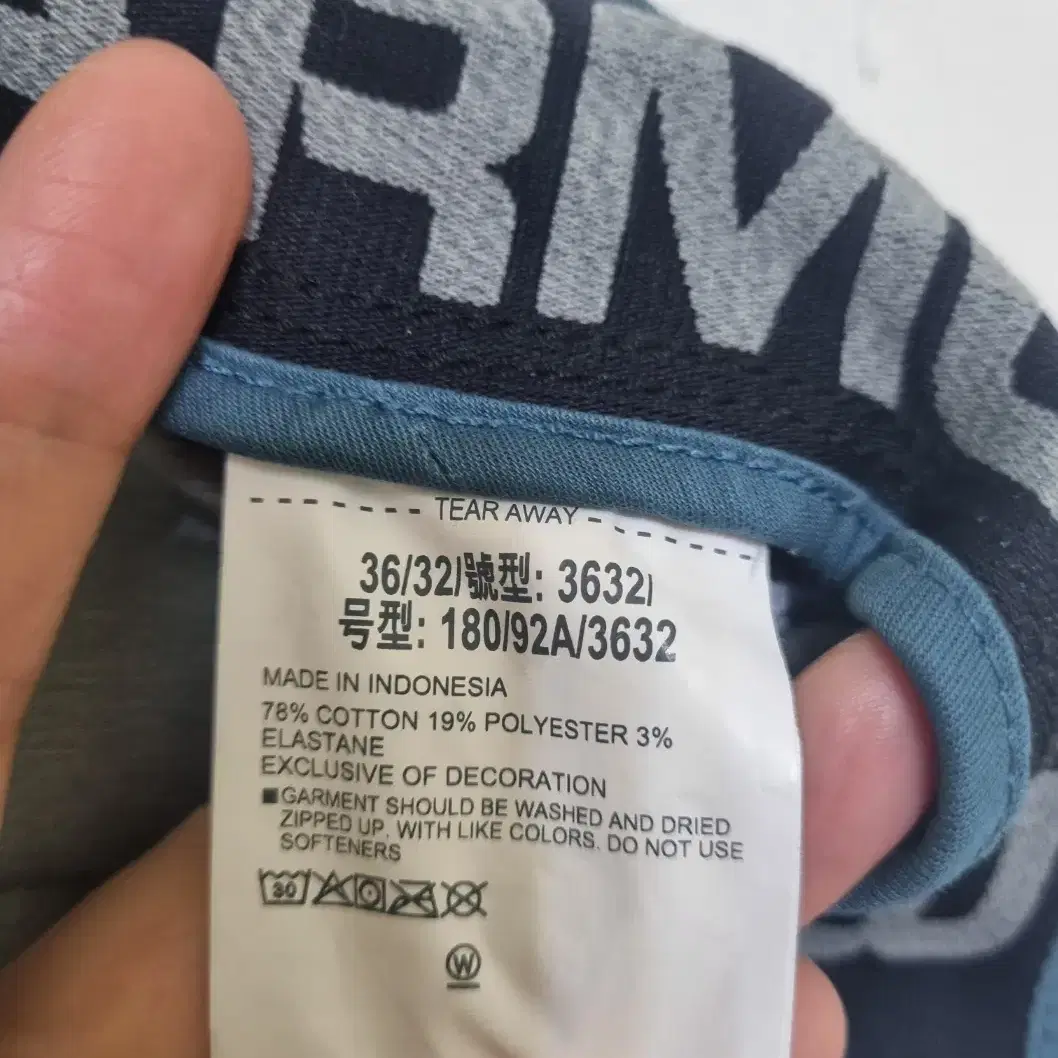 ARMO
TEAR AWAY
36/32/號型: 3632/
号型: 180/92A/3632
MADE IN INDONESIA
78% COTTON 19% POLYESTER 3%
ELASTANE
EXCLUSIVE OF DECORATION
GARMENT SHOULD BE WASHED AND DRIED
ZIPPED UP, WITH LIKE COLORS. DO NOT USE
SOFTENERS
30
W